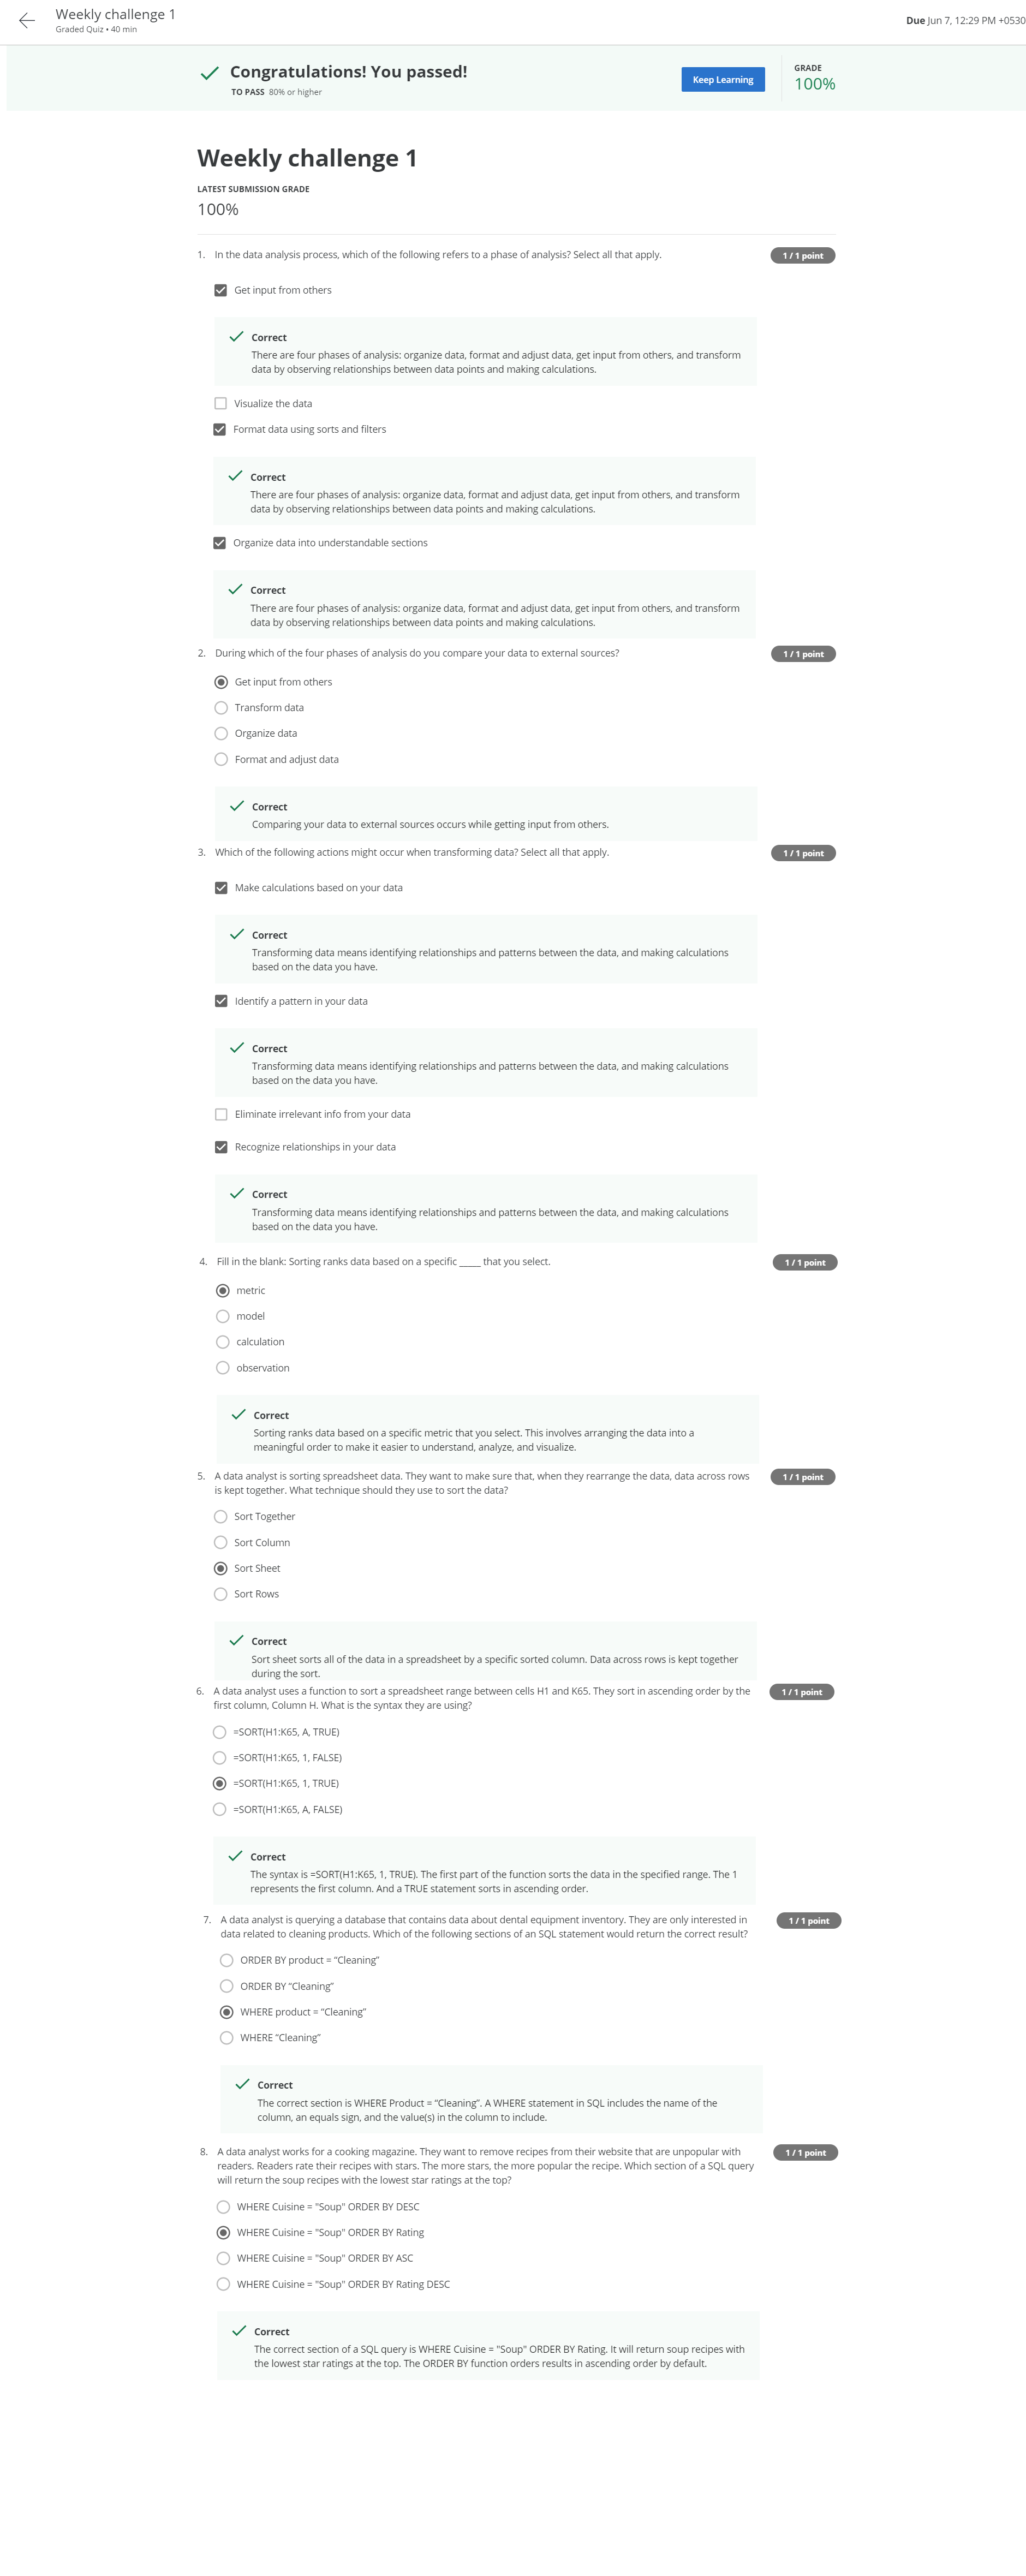 Weekly challenge 1
Graded Quiz • 40 min
Due Jun 7, 12:29 PM +0530
Congratulations! You passed!
TO PASS 80% or higher
Keep Learning
GRADE
100%
Weekly challenge 1
LATEST SUBMISSION GRADE
100%
1. In the data analysis process, which of the following refers to a phase of analysis? Select all that apply.
1 / 1 point
Get input from others
Correct
There are four phases of analysis: organize data, format and adjust data, get input from others, and transform
data by observing relationships between data points and making calculations.
Visualize the data
Format data using sorts and filters
Correct
There are four phases of analysis: organize data, format and adjust data, get input from others, and transform
data by observing relationships between data points and making calculations.
Organize data into understandable sections
Correct
There are four phases of analysis: organize data, format and adjust data, get input from others, and transform
data by observing relationships between data points and making calculations.
2. During which of the four phases of analysis do you compare your data to external sources?
1 / 1 point
Get input from others
Transform data
Organize data
Format and adjust data
Correct
Comparing your data to external sources occurs while getting input from others.
3. Which of the following actions might occur when transforming data? Select all that apply.
1 / 1 point
Make calculations based on your data
Correct
Transforming data means identifying relationships and patterns between the data, and making calculations
based on the data you have.
Identify a pattern in your data
Correct
Transforming data means identifying relationships and patterns between the data, and making calculations
based on the data you have.
Eliminate irrelevant info from your data
Recognize relationships in your data
Correct
Transforming data means identifying relationships and patterns between the data, and making calculations
based on the data you have.
4. Fill in the blank: Sorting ranks data based on a specific _____ that you select.
1 / 1 point
metric
model
calculation
observation
Correct
Sorting ranks data based on a specific metric that you select. This involves arranging the data into a
meaningful order to make it easier to understand, analyze, and visualize.
5. A data analyst is sorting spreadsheet data. They want to make sure that, when they rearrange the data, data across rows
is kept together. What technique should they use to sort the data?
1 / 1 point
Sort Together
Sort Column
Sort Sheet
Sort Rows
Correct
Sort sheet sorts all of the data in a spreadsheet by a specific sorted column. Data across rows is kept together
during the sort.
6. A data analyst uses a function to sort a spreadsheet range between cells H1 and K65. They sort in ascending order by the
first column, Column H. What is the syntax they are using?
1 / 1 point
=SORT(H1:K65, A, TRUE)
=SORT(H1:K65, 1, FALSE)
=SORT(H1:K65, 1, TRUE)
=SORT(H1:K65, A, FALSE)
Correct
The syntax is =SORT(H1:K65, 1, TRUE). The first part of the function sorts the data in the specified range. The 1
represents the first column. And a TRUE statement sorts in ascending order.
7. A data analyst is querying a database that contains data about dental equipment inventory. They are only interested in
data related to cleaning products. Which of the following sections of an SQL statement would return the correct result?
1 / 1 point
ORDER BY product = “Cleaning”
ORDER BY “Cleaning”
WHERE product = “Cleaning”
WHERE “Cleaning”
Correct
The correct section is WHERE Product = “Cleaning”. A WHERE statement in SQL includes the name of the
column, an equals sign, and the value(s) in the column to include.
8. A data analyst works for a cooking magazine. They want to remove recipes from their website that are unpopular with
readers. Readers rate their recipes with stars. The more stars, the more popular the recipe. Which section of a SQL query
will return the soup recipes with the lowest star ratings at the top?
1 / 1 point
WHERE Cuisine = "Soup" ORDER BY DESC
WHERE Cuisine = "Soup" ORDER BY Rating
WHERE Cuisine = "Soup" ORDER BY ASC
WHERE Cuisine = "Soup" ORDER BY Rating DESC
Correct
The correct section of a SQL query is WHERE Cuisine = "Soup" ORDER BY Rating. It will return soup recipes with
the lowest star ratings at the top. The ORDER BY function orders results in ascending order by default.